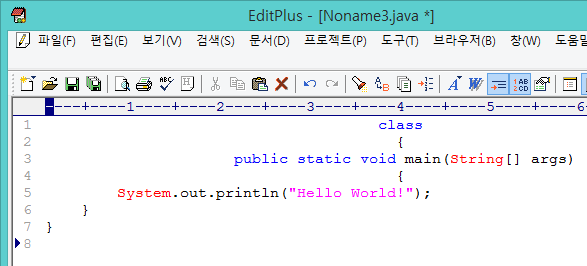 EditPlus - [Noname3.java *]
파일(F) 편집(E) 보기(V) 검색(S) 문서(D) 프로젝트(P) 도구(T) 브라우저(B) 창(W) 도움말
----+----1----+----2----+----3----+----4----+----5----+----6
1 class
2 {
3 public static void main(String[] args)
4 {
5 System.out.println("Hello World!");
6 }
7 }
8